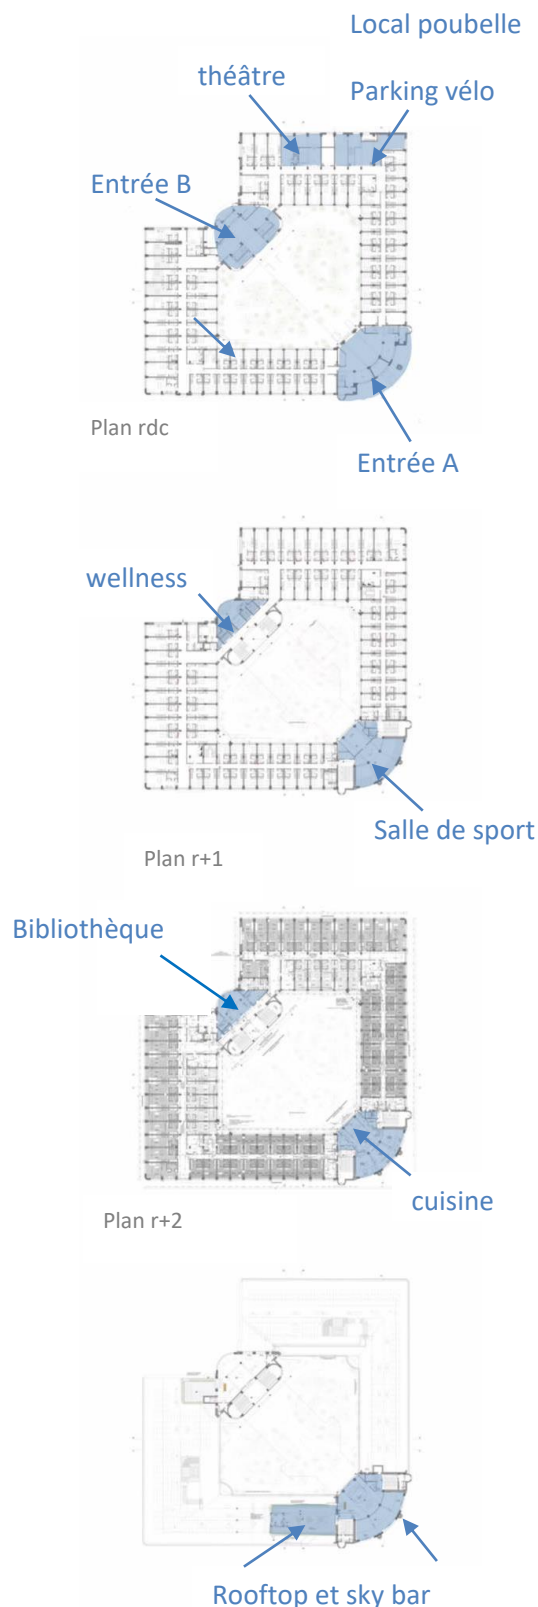 Local poubelle
théâtre
Parking vélo
Entrée B
Plan rdc
Entrée A
wellness
Salle de sport
Plan r+1
Bibliothèque
cuisine
Plan r+2
Rooftop et sky bar